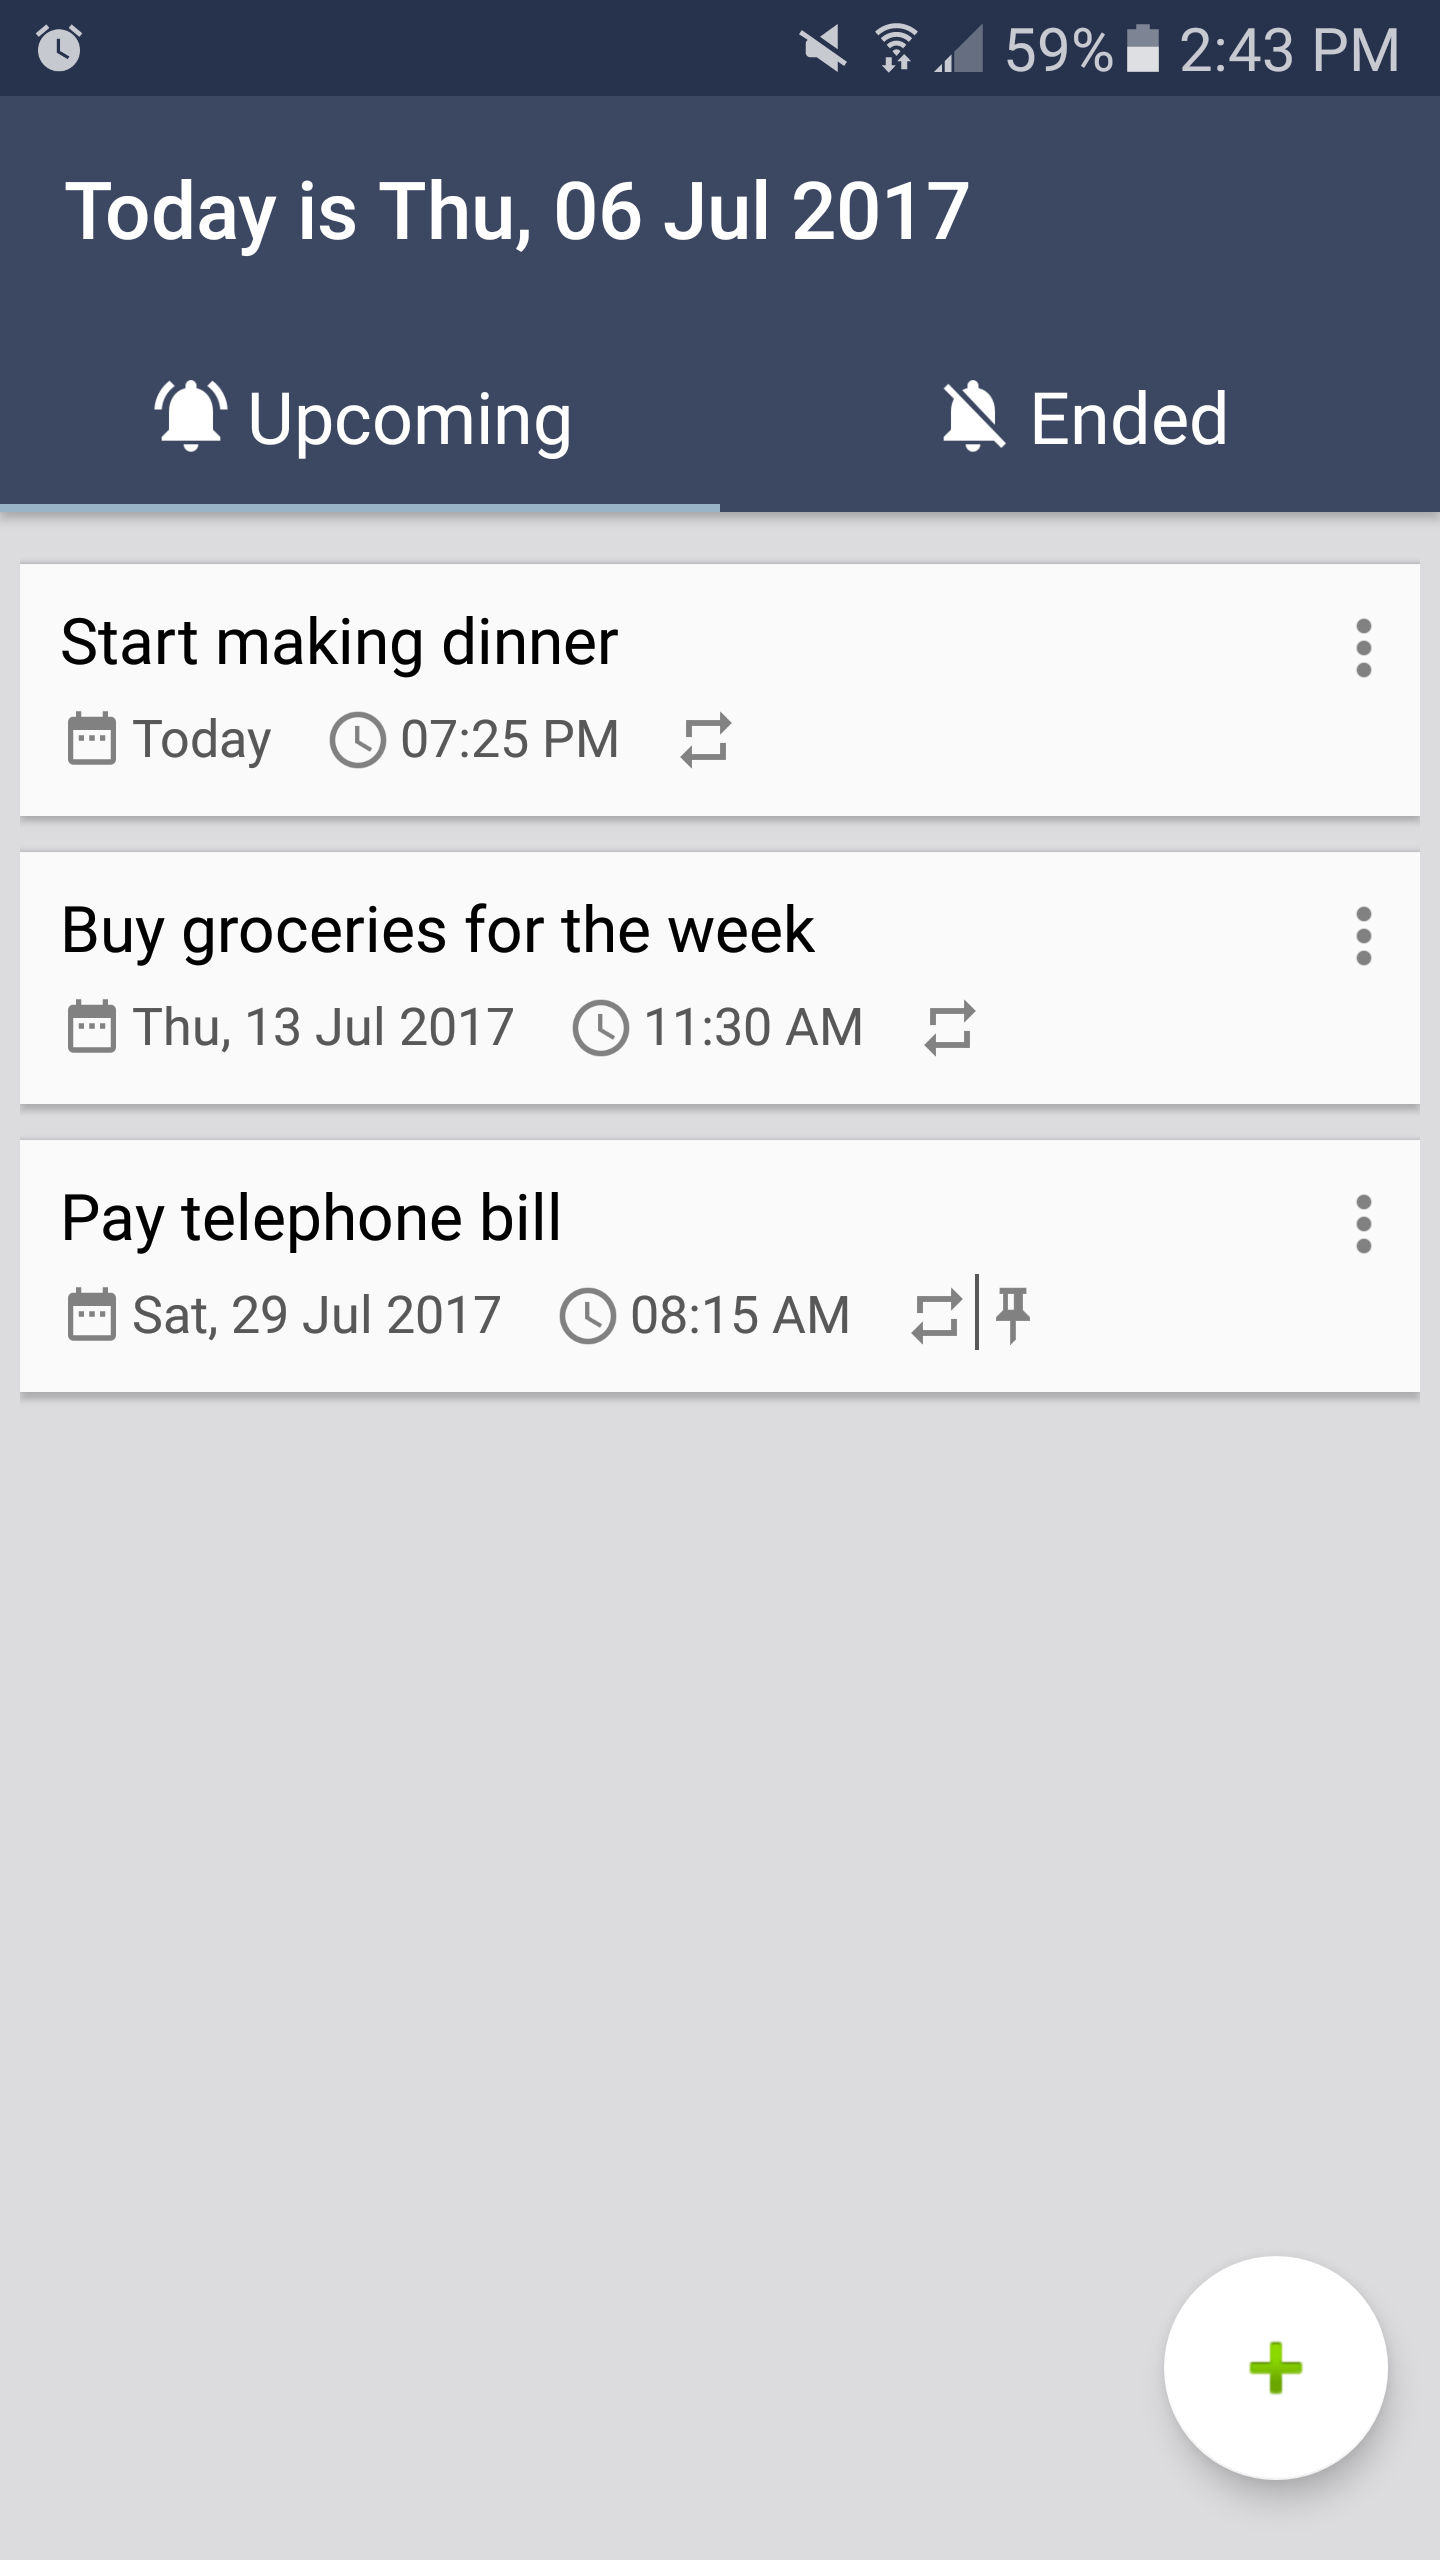 59% 2:43 PM
Today is Thu, 06 Jul 2017
Upcoming Ended
Start making dinner
Today 07:25 PM
Buy groceries for the week
Thu, 13 Jul 2017 11:30 AM
Pay telephone bill
Sat, 29 Jul 2017 08:15 AM